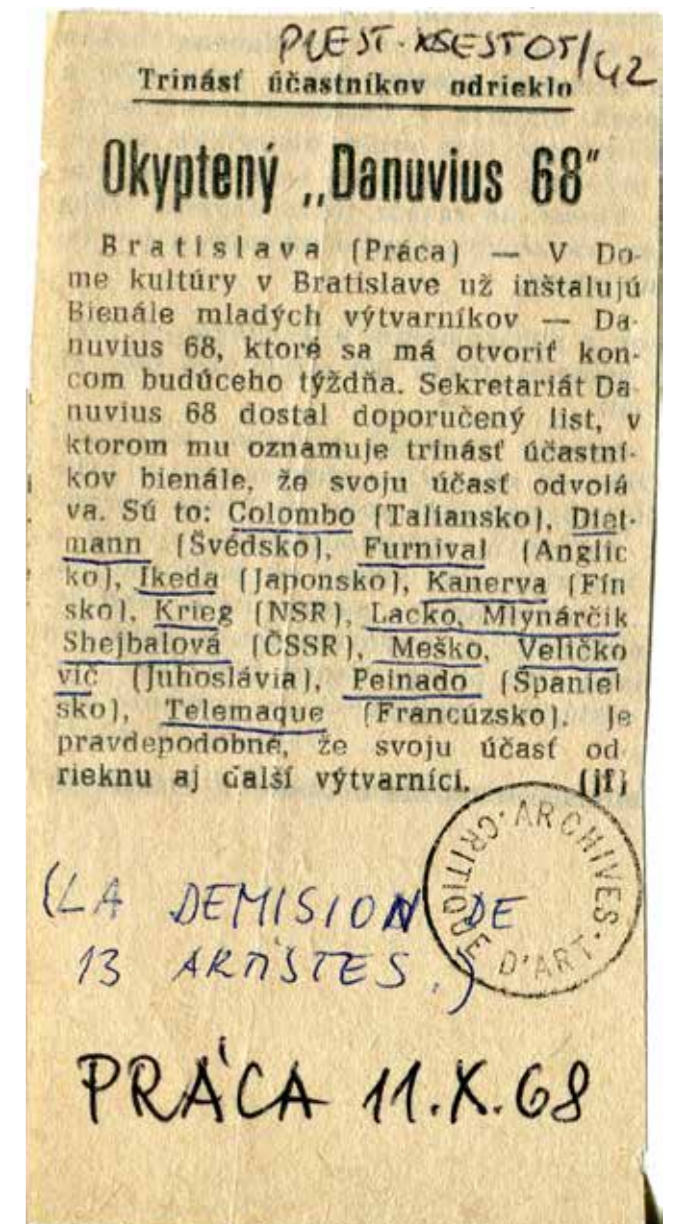 PREST. XSESTOT/42
Trinásť účastníkov odrieklo
Okyptený „Danuvius 68"
Bratislava (Práca) — V Do-
me kultúry v Bratislave už inštalujú
Bienále mladých výtvarníkov — Da-
nuvius 68, ktoré sa má otvoriť kon-
com budúceho týždňa. Sekretariát Da
nuvius 68 dostal doporučený list, v
ktorom mu oznamuje trinásť účastní-
kov bienále, že svoju účasť odvolá
va. Sú to: Colombo (Taliansko), Diet-
mann (Švédsko), Furnival (Anglic
ko), Ikeda (Japonsko), Kanerva (Fín
sko), Krieg (NSR), Lacko, Mlynárčik
Shejbalová (ČSSR), Meško, Veličko
vič (Juhoslávia), Peinado (Španiel
sko), Telemaque (Francúzsko). Je
pravdepodobné, že svoju účasť od
rieknu aj ďalší výtvarníci. (jf)
ARCHIVES · CRITIQUE D'ART ·
(LA DEMISION DE
13 ARTISTES.)
PRÁCA 11.X.68